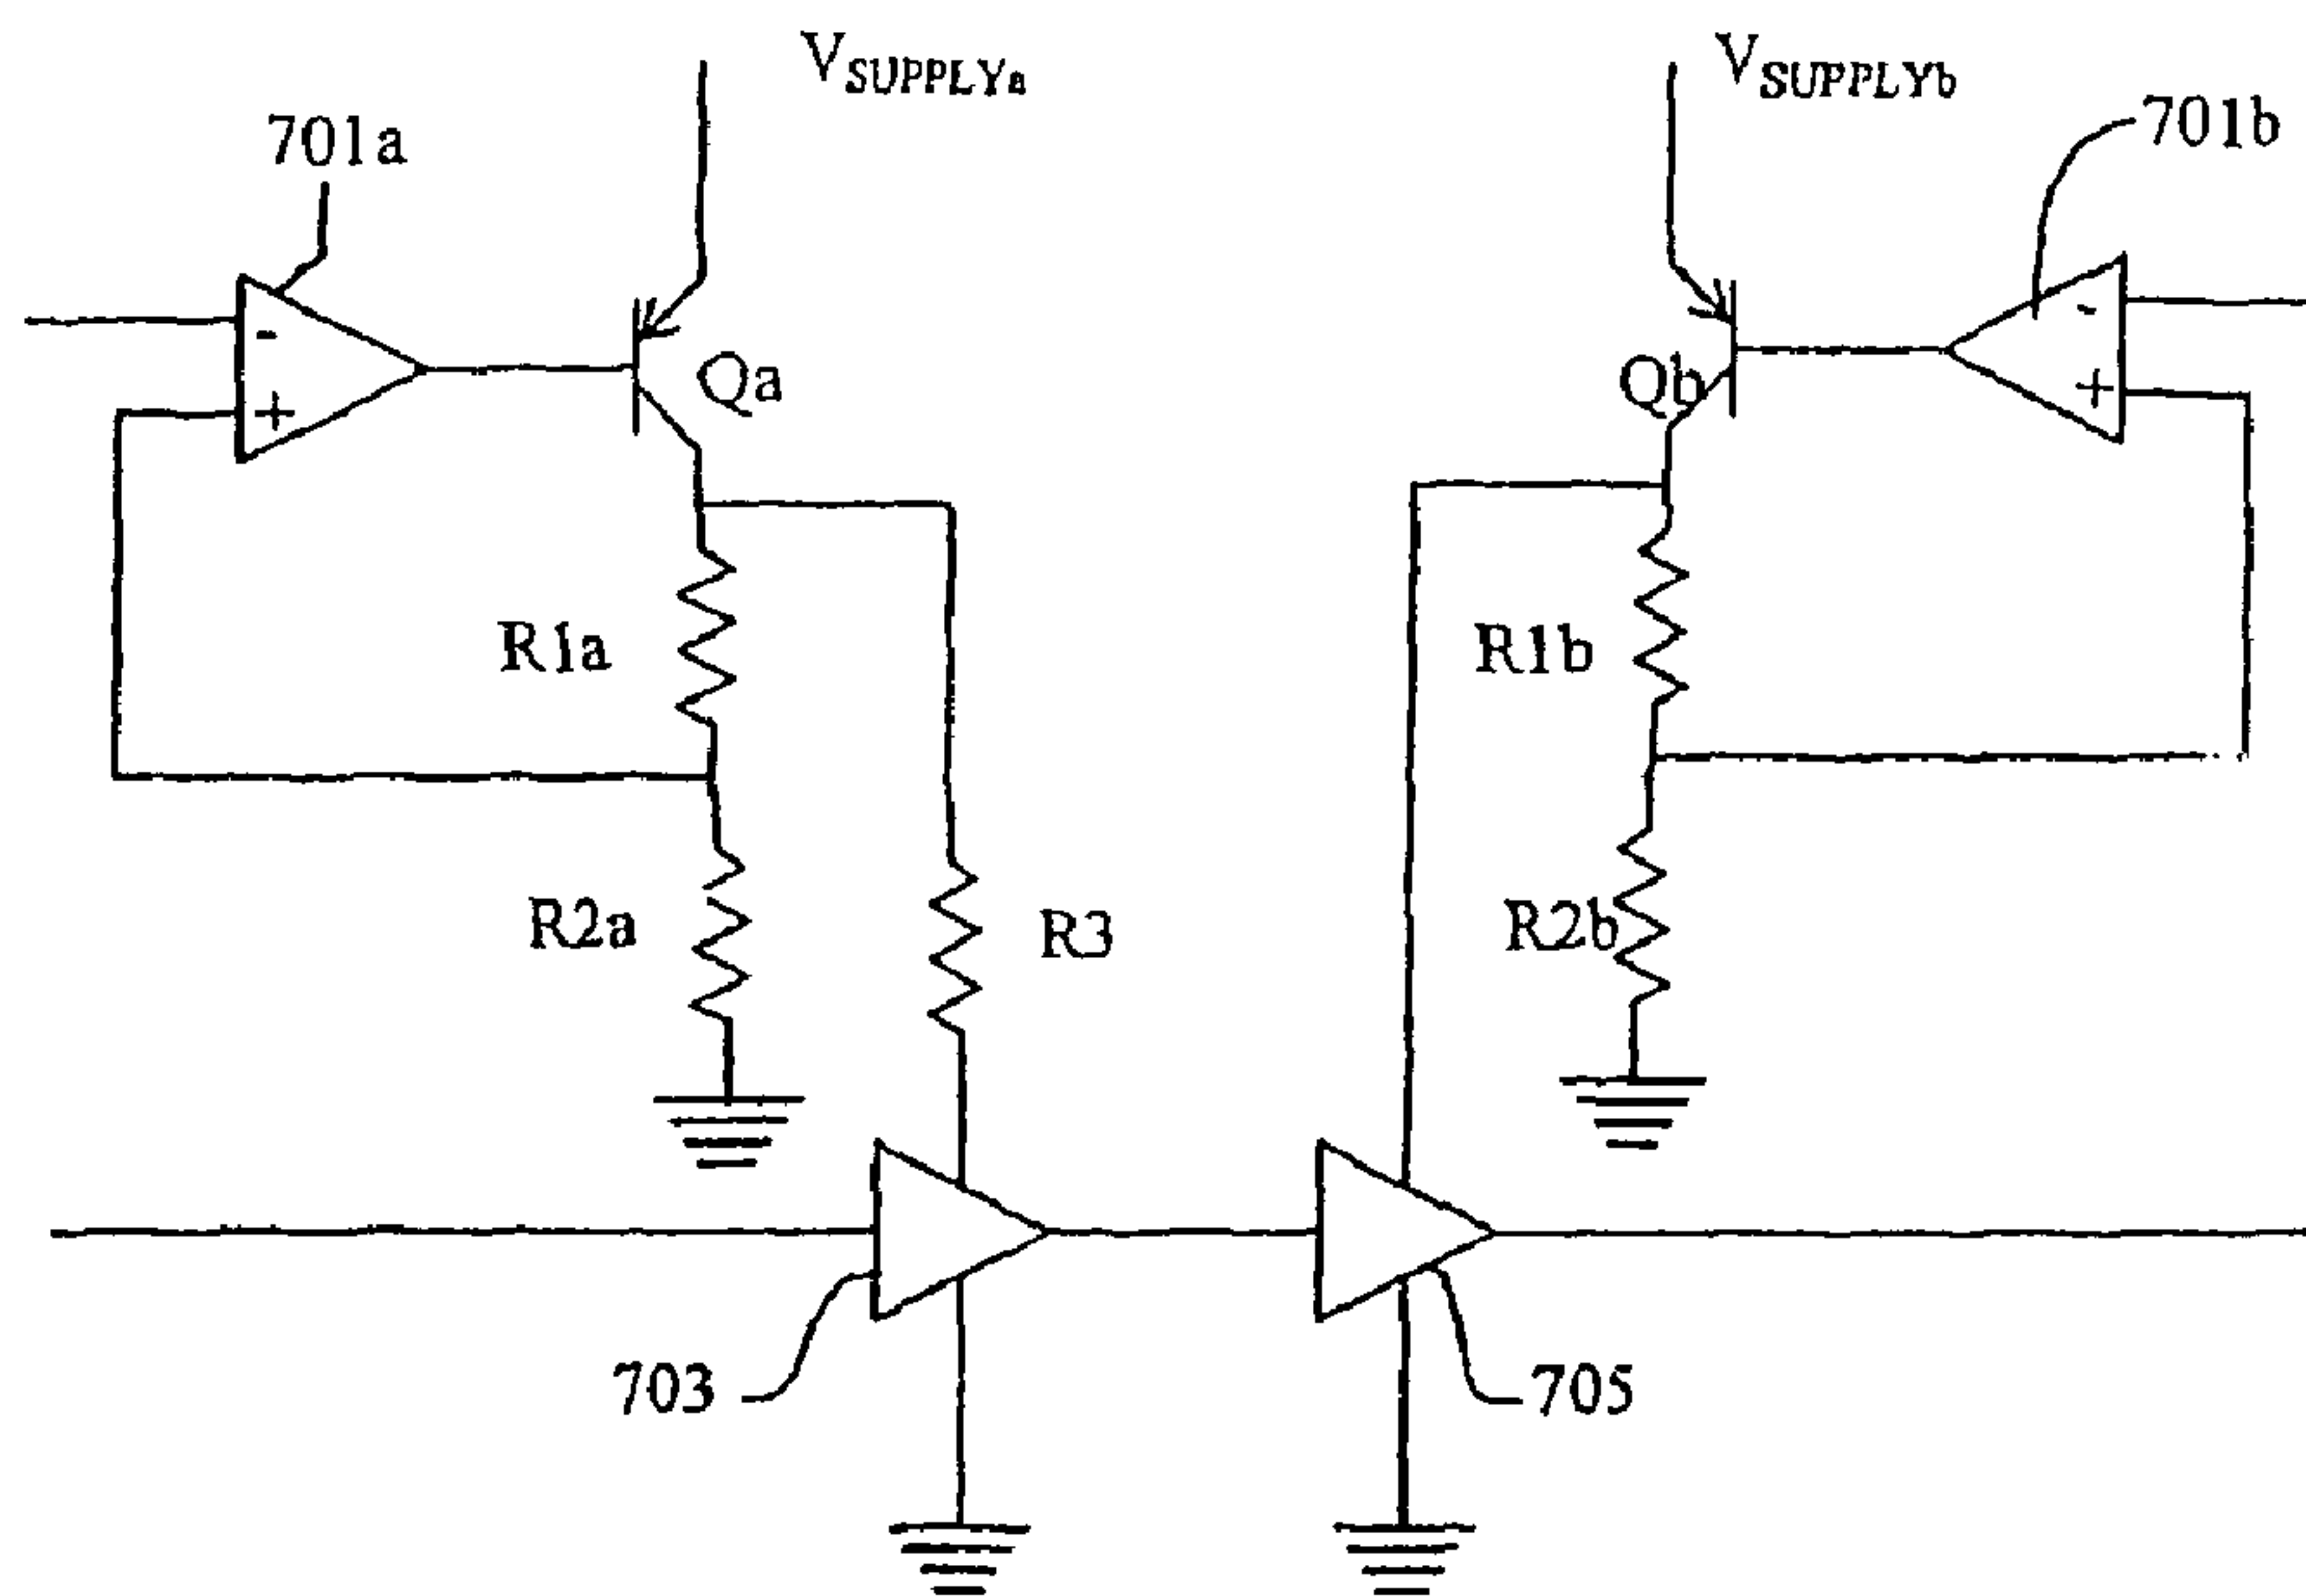 V_SUPPLYa
V_SUPPLYb
701a
701b
-
-
+
+
Qa
Qb
R1a
R1b
R2a
R3
R2b
703
705